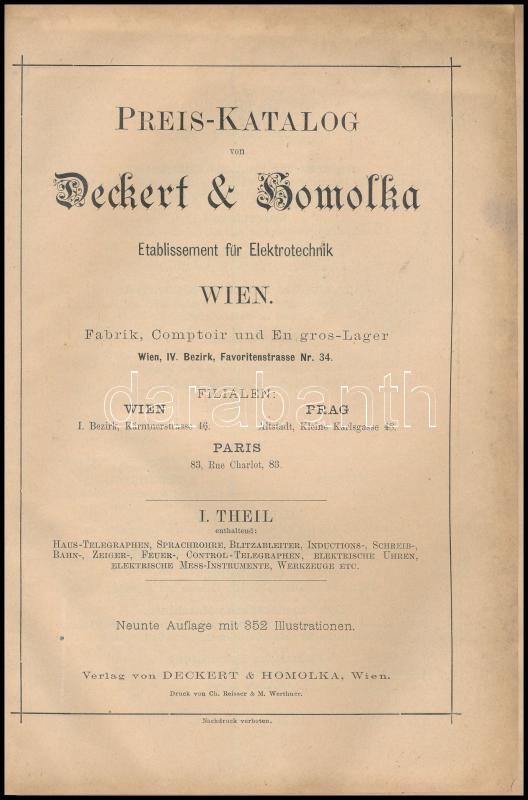 PREIS-KATALOG
von
Deckert & Homolka
Etablissement für Elektrotechnik
WIEN.
Fabrik, Comptoir und En gros-Lager
Wien, IV. Bezirk, Favoritenstrasse Nr. 34.
FILIALEN:
WIEN
I. Bezirk, Kärntnerstrasse 46.
PRAG
Altstadt, Kleine Karlsgasse
darabanth
PARIS
83, Rue Charlot, 83.
I. THEIL
enthaltend:
HAUS-TELEGRAPHEN, SPRACHROHRE, BLITZABLEITER, INDUCTIONS-, SCHREIB-,
BAHN-, ZEIGER-, FEUER-, CONTROL-TELEGRAPHEN, ELEKTRISCHE UHREN,
ELEKTRISCHE MESS-INSTRUMENTE, WERKZEUGE ETC.
Neunte Auflage mit 352 Illustrationen.
Verlag von DECKERT & HOMOLKA, Wien.
Druck von Ch. Reisser & M. Werthner.
Nachdruck verboten.